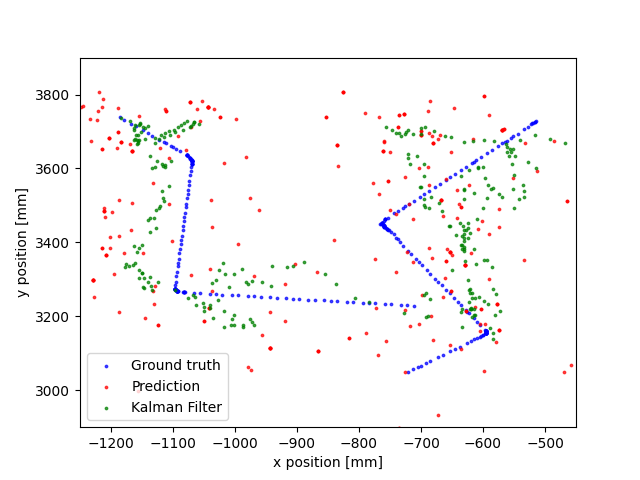 3800
3600
3400
3200
3000
y position [mm]
Ground truth
Prediction
Kalman Filter
−1200 −1100 −1000 −900 −800 −700 −600 −500
x position [mm]